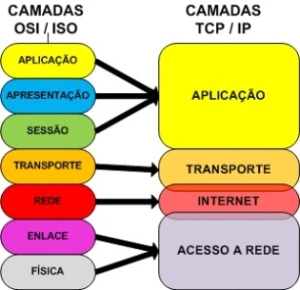 CAMADAS
OSI / ISO
CAMADAS
TCP / IP
APLICAÇÃO
APRESENTAÇÃO
SESSÃO
TRANSPORTE
REDE
ENLACE
FÍSICA
APLICAÇÃO
TRANSPORTE
INTERNET
ACESSO A REDE